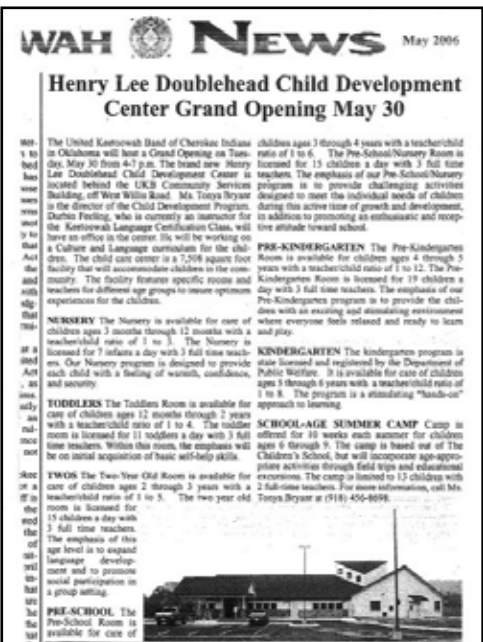 WAH NEWS May 2006
Henry Lee Doublehead Child Development
Center Grand Opening May 30
The United Keetoowah Band of Cherokee Indians
in Oklahoma will host a Grand Opening on Tues-
day, May 30 from 4-7 p.m. The brand new Henry
Lee Doublehead Child Development Center is
located behind the UKB Community Services
Building, off West Willis Road. Ms. Tonya Bryant
is the director of the Child Development Program.
Durbin Feeling, who is currently an instructor for
the Keetoowah Language Certification Class, will
have an office in the center. He will be working on
a Culture and Language curriculum for the chil-
dren. The child care center is a 7,508 square foot
facility that will accommodate children in the com-
munity. The facility features specific rooms and
teachers for different age groups to insure optimum
experiences for the children.
NURSERY The Nursery is available for care of
children ages 3 months through 12 months with a
teacher/child ratio of 1 to 3. The Nursery is
licensed for 7 infants a day with 3 full time teach-
ers. Our Nursery program is designed to provide
each child with a feeling of warmth, confidence,
and security.
TODDLERS The Toddlers Room is available for
care of children ages 12 months through 2 years
with a teacher/child ratio of 1 to 4. The toddler
room is licensed for 11 toddlers a day with 3 full
time teachers. Within this room, the emphasis will
be on initial acquisition of basic self-help skills.
TWOS The Two-Year Old Room is available for
care of children ages 2 through 3 years with a
teacher/child ratio of 1 to 5. The two year old
room is licensed for
15 children a day with
3 full time teachers.
The emphasis of this
age level is to expand
language develop-
ment and to promote
social participation in
a group setting.
PRE-SCHOOL The
Pre-School Room is
available for care of
children ages 3 through 4 years with a teacher/child
ratio of 1 to 6. The Pre-School/Nursery Room is
licensed for 15 children a day with 3 full time
teachers. The emphasis of our Pre-School/Nursery
program is to provide challenging activities
designed to meet the individual needs of children
during this active time of growth and development,
in addition to promoting an enthusiastic and recep-
tive attitude toward school.
PRE-KINDERGARTEN The Pre-Kindergarten
Room is available for children ages 4 through 5
years with a teacher/child ratio of 1 to 12. The Pre-
Kindergarten room is licensed for 19 children a
day with 3 full time teachers. The emphasis of our
Pre-Kindergarten program is to provide the chil-
dren with an exciting and stimulating environment
where everyone feels relaxed and ready to learn
and play.
KINDERGARTEN The kindergarten program is
state licensed and registered by the Department of
Public Welfare. It is available for care of children
ages 5 through 6 years with a teacher/child ratio of
1 to 8. The program is a stimulating "hands-on"
approach to learning.
SCHOOL-AGE SUMMER CAMP Camp is
offered for 10 weeks each summer for children
ages 6 through 9. The camp is based out of The
Children's School, but will incorporate age-appro-
priate activities through field trips and educational
excursions. The camp is limited to 13 children with
2 full-time teachers. For more information, call Ms.
Tonya Bryant at (918) 456-8698.